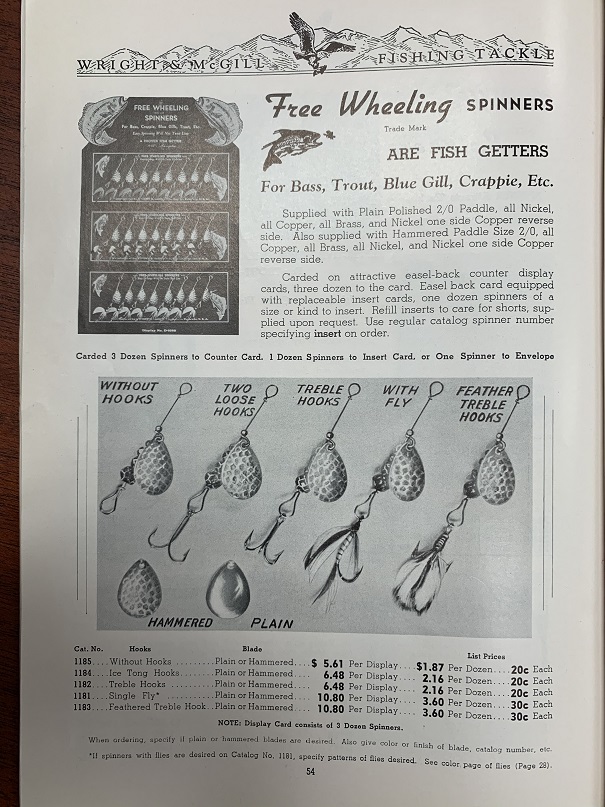 WRIGHT & McGILL FISHING TACKLE
FREE WHEELING
SPINNERS
For Bass, Crappie, Blue Gills, Trout, Etc.
Free Wheeling SPINNERS
Trade Mark
ARE FISH GETTERS
For Bass, Trout, Blue Gill, Crappie, Etc.
Supplied with Plain Polished 2/0 Paddle, all Nickel,
all Copper, all Brass, and Nickel one side Copper reverse
side. Also supplied with Hammered Paddle Size 2/0, all
Copper, all Brass, all Nickel, and Nickel one side Copper
reverse side.
Carded on attractive easel-back counter display
cards, three dozen to the card. Easel back card equipped
with replaceable insert cards, one dozen spinners of a
size or kind to insert. Refill inserts to care for shorts, sup-
plied upon request. Use regular catalog spinner number
specifying insert on order.
Carded 3 Dozen Spinners to Counter Card, 1 Dozen Spinners to Insert Card, or One Spinner to Envelope
WITHOUT HOOKS
TWO LOOSE HOOKS
TREBLE HOOKS
WITH FLY
FEATHER TREBLE HOOKS
HAMMERED PLAIN
Cat. No. Hooks Blade List Prices
1185....Without Hooks .........Plain or Hammered....$ 5.61 Per Display....$1.87 Per Dozen....20c Each
1184....Ice Tong Hooks.......Plain or Hammered.... 6.48 Per Display.... 2.16 Per Dozen....20c Each
1182....Treble Hooks ..........Plain or Hammered.... 6.48 Per Display.... 2.16 Per Dozen....20c Each
1181....Single Fly* ..........Plain or Hammered.... 10.80 Per Display.... 3.60 Per Dozen....30c Each
1183....Feathered Treble Hook..Plain or Hammered.... 10.80 Per Display.... 3.60 Per Dozen....30c Each
NOTE: Display Card consists of 3 Dozen Spinners.
When ordering, specify if plain or hammered blades are desired. Also give color or finish of blade, catalog number, etc.
*If spinners with flies are desired on Catalog No. 1181, specify patterns of flies desired. See color page of flies (Page 28).
54